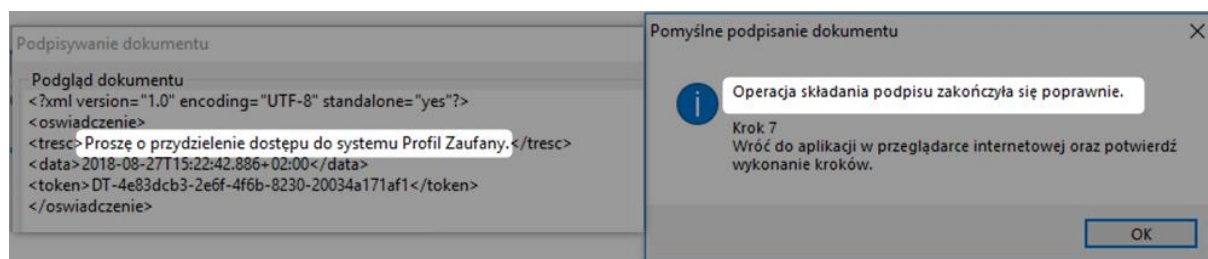 Podpisywanie dokumentu
Podgląd dokumentu
<?xml version="1.0" encoding="UTF-8" standalone="yes"?>
<oswiadczenie>
<tresc>Proszę o przydzielenie dostępu do systemu Profil Zaufany.</tresc>
<data>2018-08-27T15:22:42.886+02:00</data>
<token>DT-4e83dcb3-2e6f-4f6b-8230-20034a171af1</token>
</oswiadczenie>
Pomyślne podpisanie dokumentu
Operacja składania podpisu zakończyła się poprawnie.
Krok 7
Wróć do aplikacji w przeglądarce internetowej oraz potwierdź
wykonanie kroków.
OK